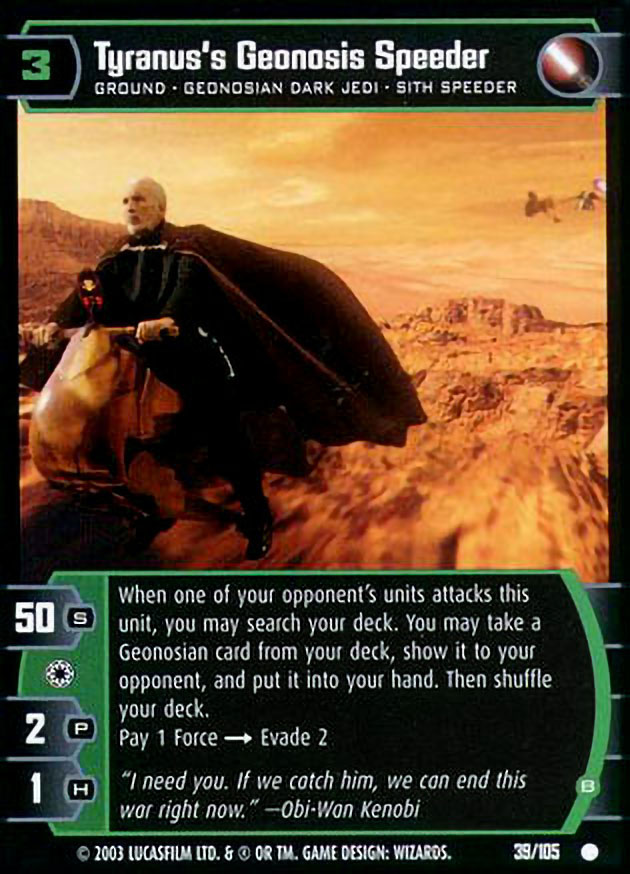 3
Tyranus's Geonosis Speeder
GROUND · GEONOSIAN DARK JEDI · SITH SPEEDER
50 S
2 P
1 H
When one of your opponent's units attacks this
unit, you may search your deck. You may take a
Geonosian card from your deck, show it to your
opponent, and put it into your hand. Then shuffle
your deck.
Pay 1 Force → Evade 2
"I need you. If we catch him, we can end this
war right now." —Obi-Wan Kenobi
B
© 2003 LUCASFILM LTD. & ® OR TM. GAME DESIGN: WIZARDS.
39/105